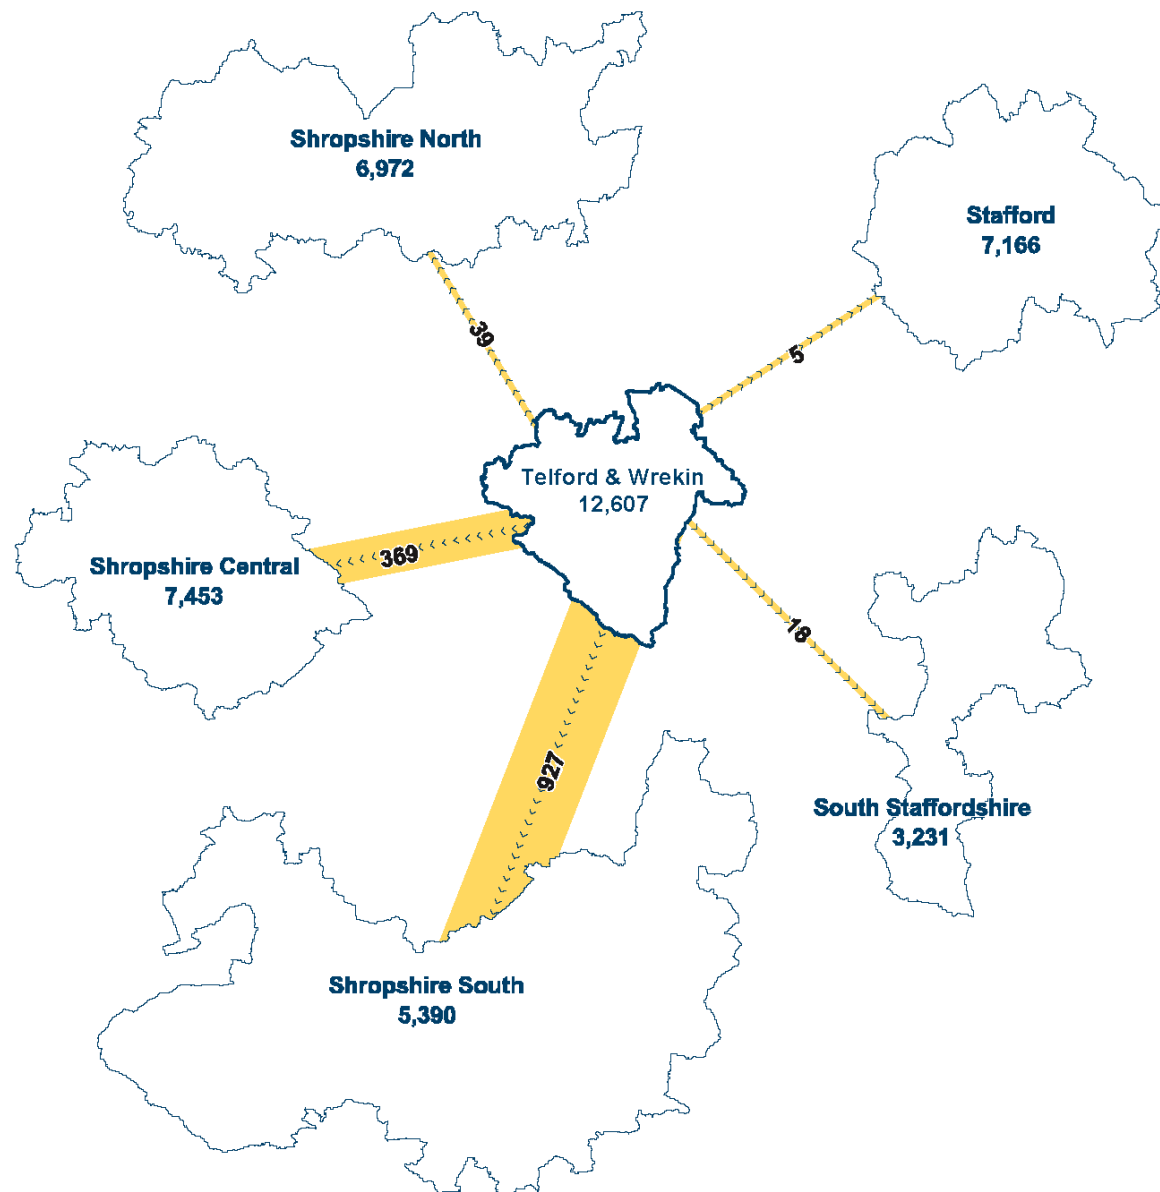 Shropshire North
6,972
Stafford
7,166
39
5
Telford & Wrekin
12,607
Shropshire Central
7,453
369
18
927
South Staffordshire
3,231
Shropshire South
5,390